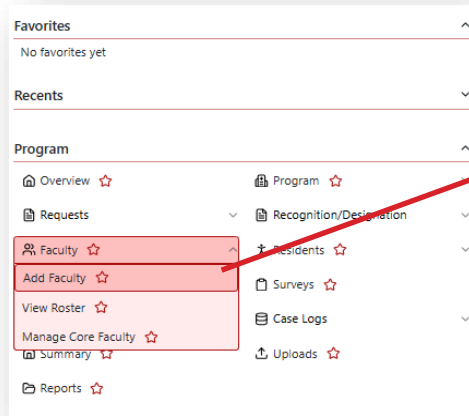 Favorites
No favorites yet
Recents
Program
Overview
Program
Requests
Recognition/Designation
Faculty
Residents
Add Faculty
Surveys
View Roster
Case Logs
Manage Core Faculty
Summary
Uploads
Reports